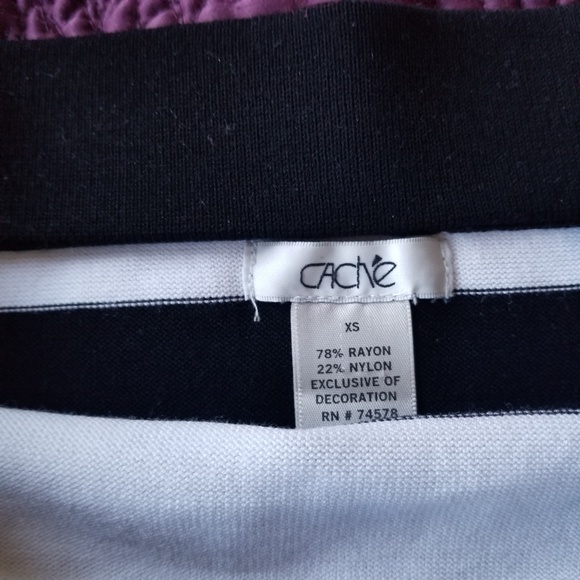 CAChé
XS
78% RAYON
22% NYLON
EXCLUSIVE OF
DECORATION
RN # 74578